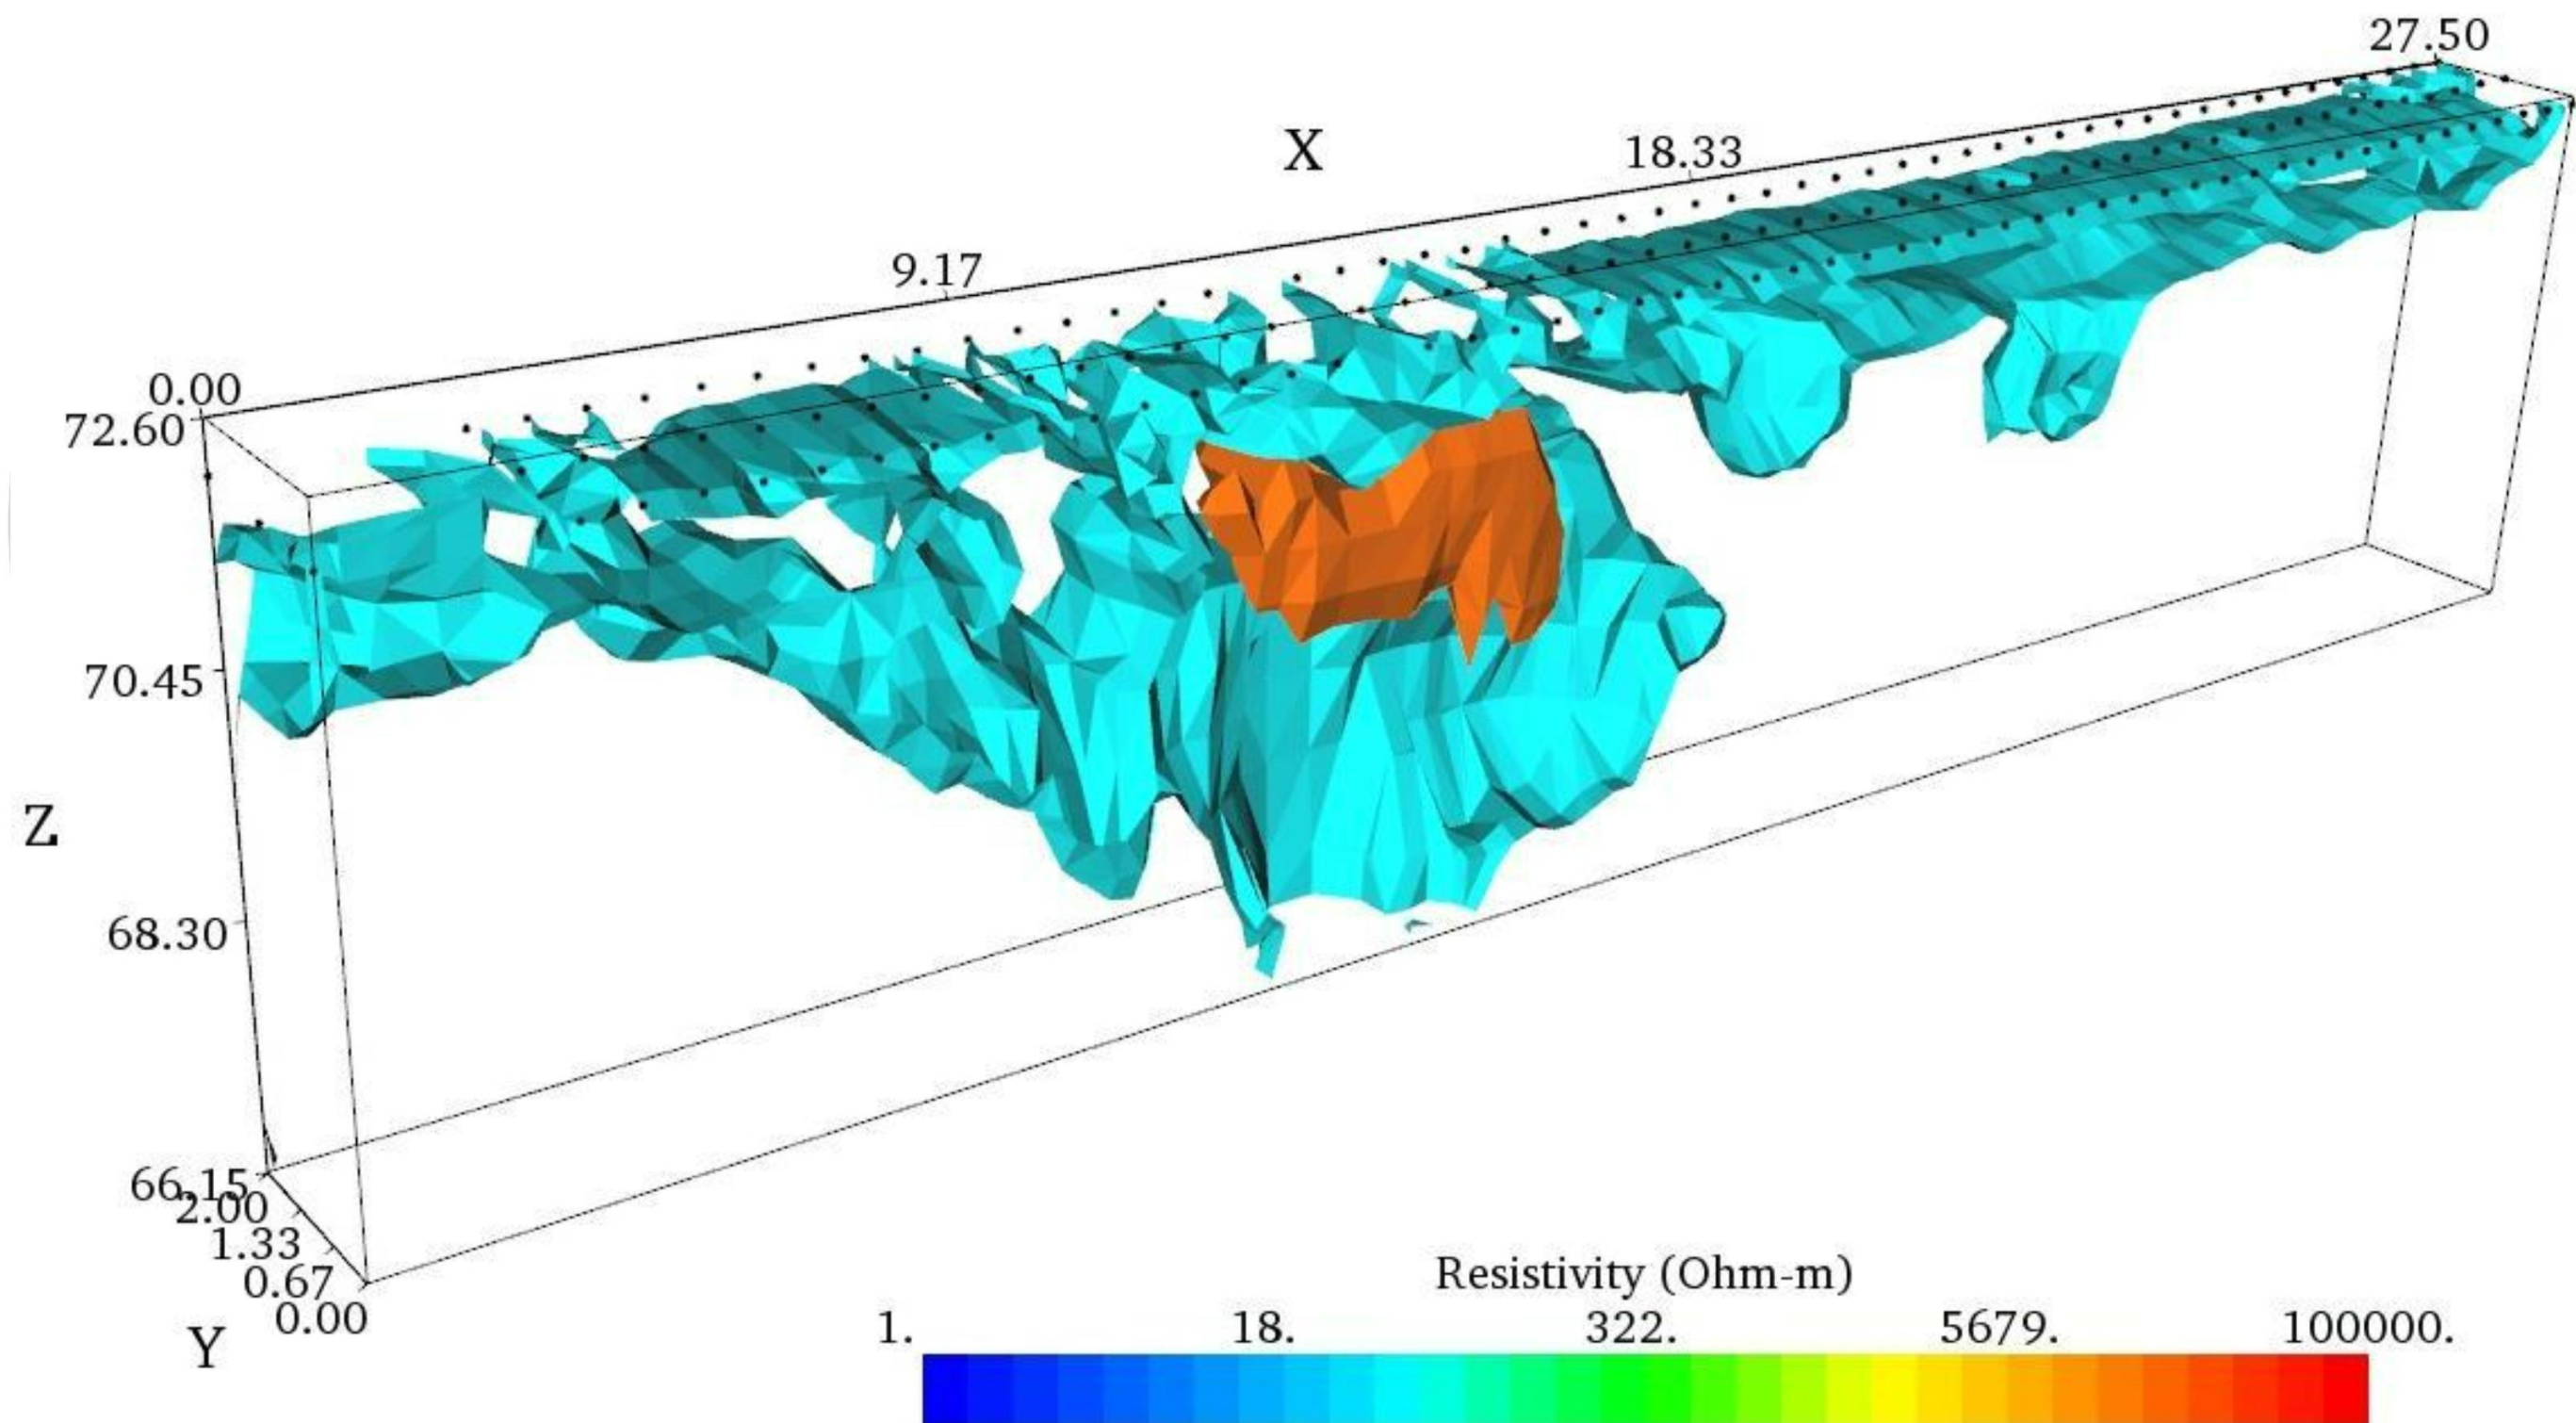 27.50
X
18.33
9.17
0.00
72.60
70.45
Z
68.30
66.15
2.00
1.33
0.67
0.00
Y
Resistivity (Ohm-m)
1. 18. 322. 5679. 100000.